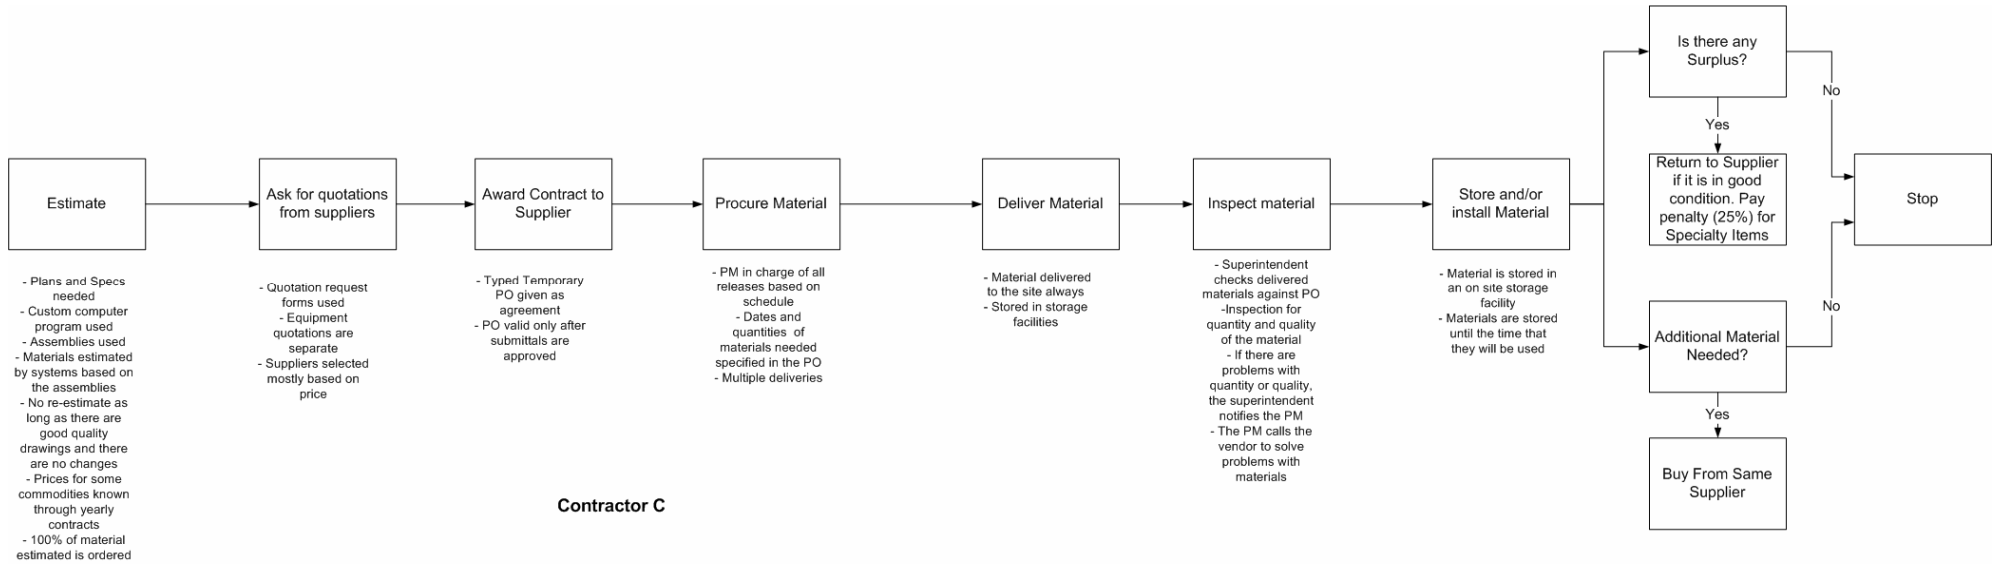 Estimate
- Plans and Specs
needed
- Custom computer
program used
- Assemblies used
- Materials estimated
by systems based on
the assemblies
- No re-estimate as
long as there are
good quality
drawings and there
are no changes
- Prices for some
commodities known
through yearly
contracts
- 100% of material
estimated is ordered
Ask for quotations
from suppliers
- Quotation request
forms used
- Equipment
quotations are
separate
- Suppliers selected
mostly based on
price
Award Contract to
Supplier
- Typed Temporary
PO given as
agreement
- PO valid only after
submittals are
approved
Procure Material
- PM in charge of all
releases based on
schedule
- Dates and
quantities of
materials needed
specified in the PO
- Multiple deliveries
Deliver Material
- Material delivered
to the site always
- Stored in storage
facilities
Inspect material
- Superintendent
checks delivered
materials against PO
-Inspection for
quantity and quality
of the material
- If there are
problems with
quantity or quality,
the superintendent
notifies the PM
- The PM calls the
vendor to solve
problems with
materials
Store and/or
install Material
- Material is stored in
an on site storage
facility
- Materials are stored
until the time that
they will be used
Is there any
Surplus?
No
Yes
Return to Supplier
if it is in good
condition. Pay
penalty (25%) for
Specialty Items
Stop
Additional Material
Needed?
No
Yes
Buy From Same
Supplier
Contractor C